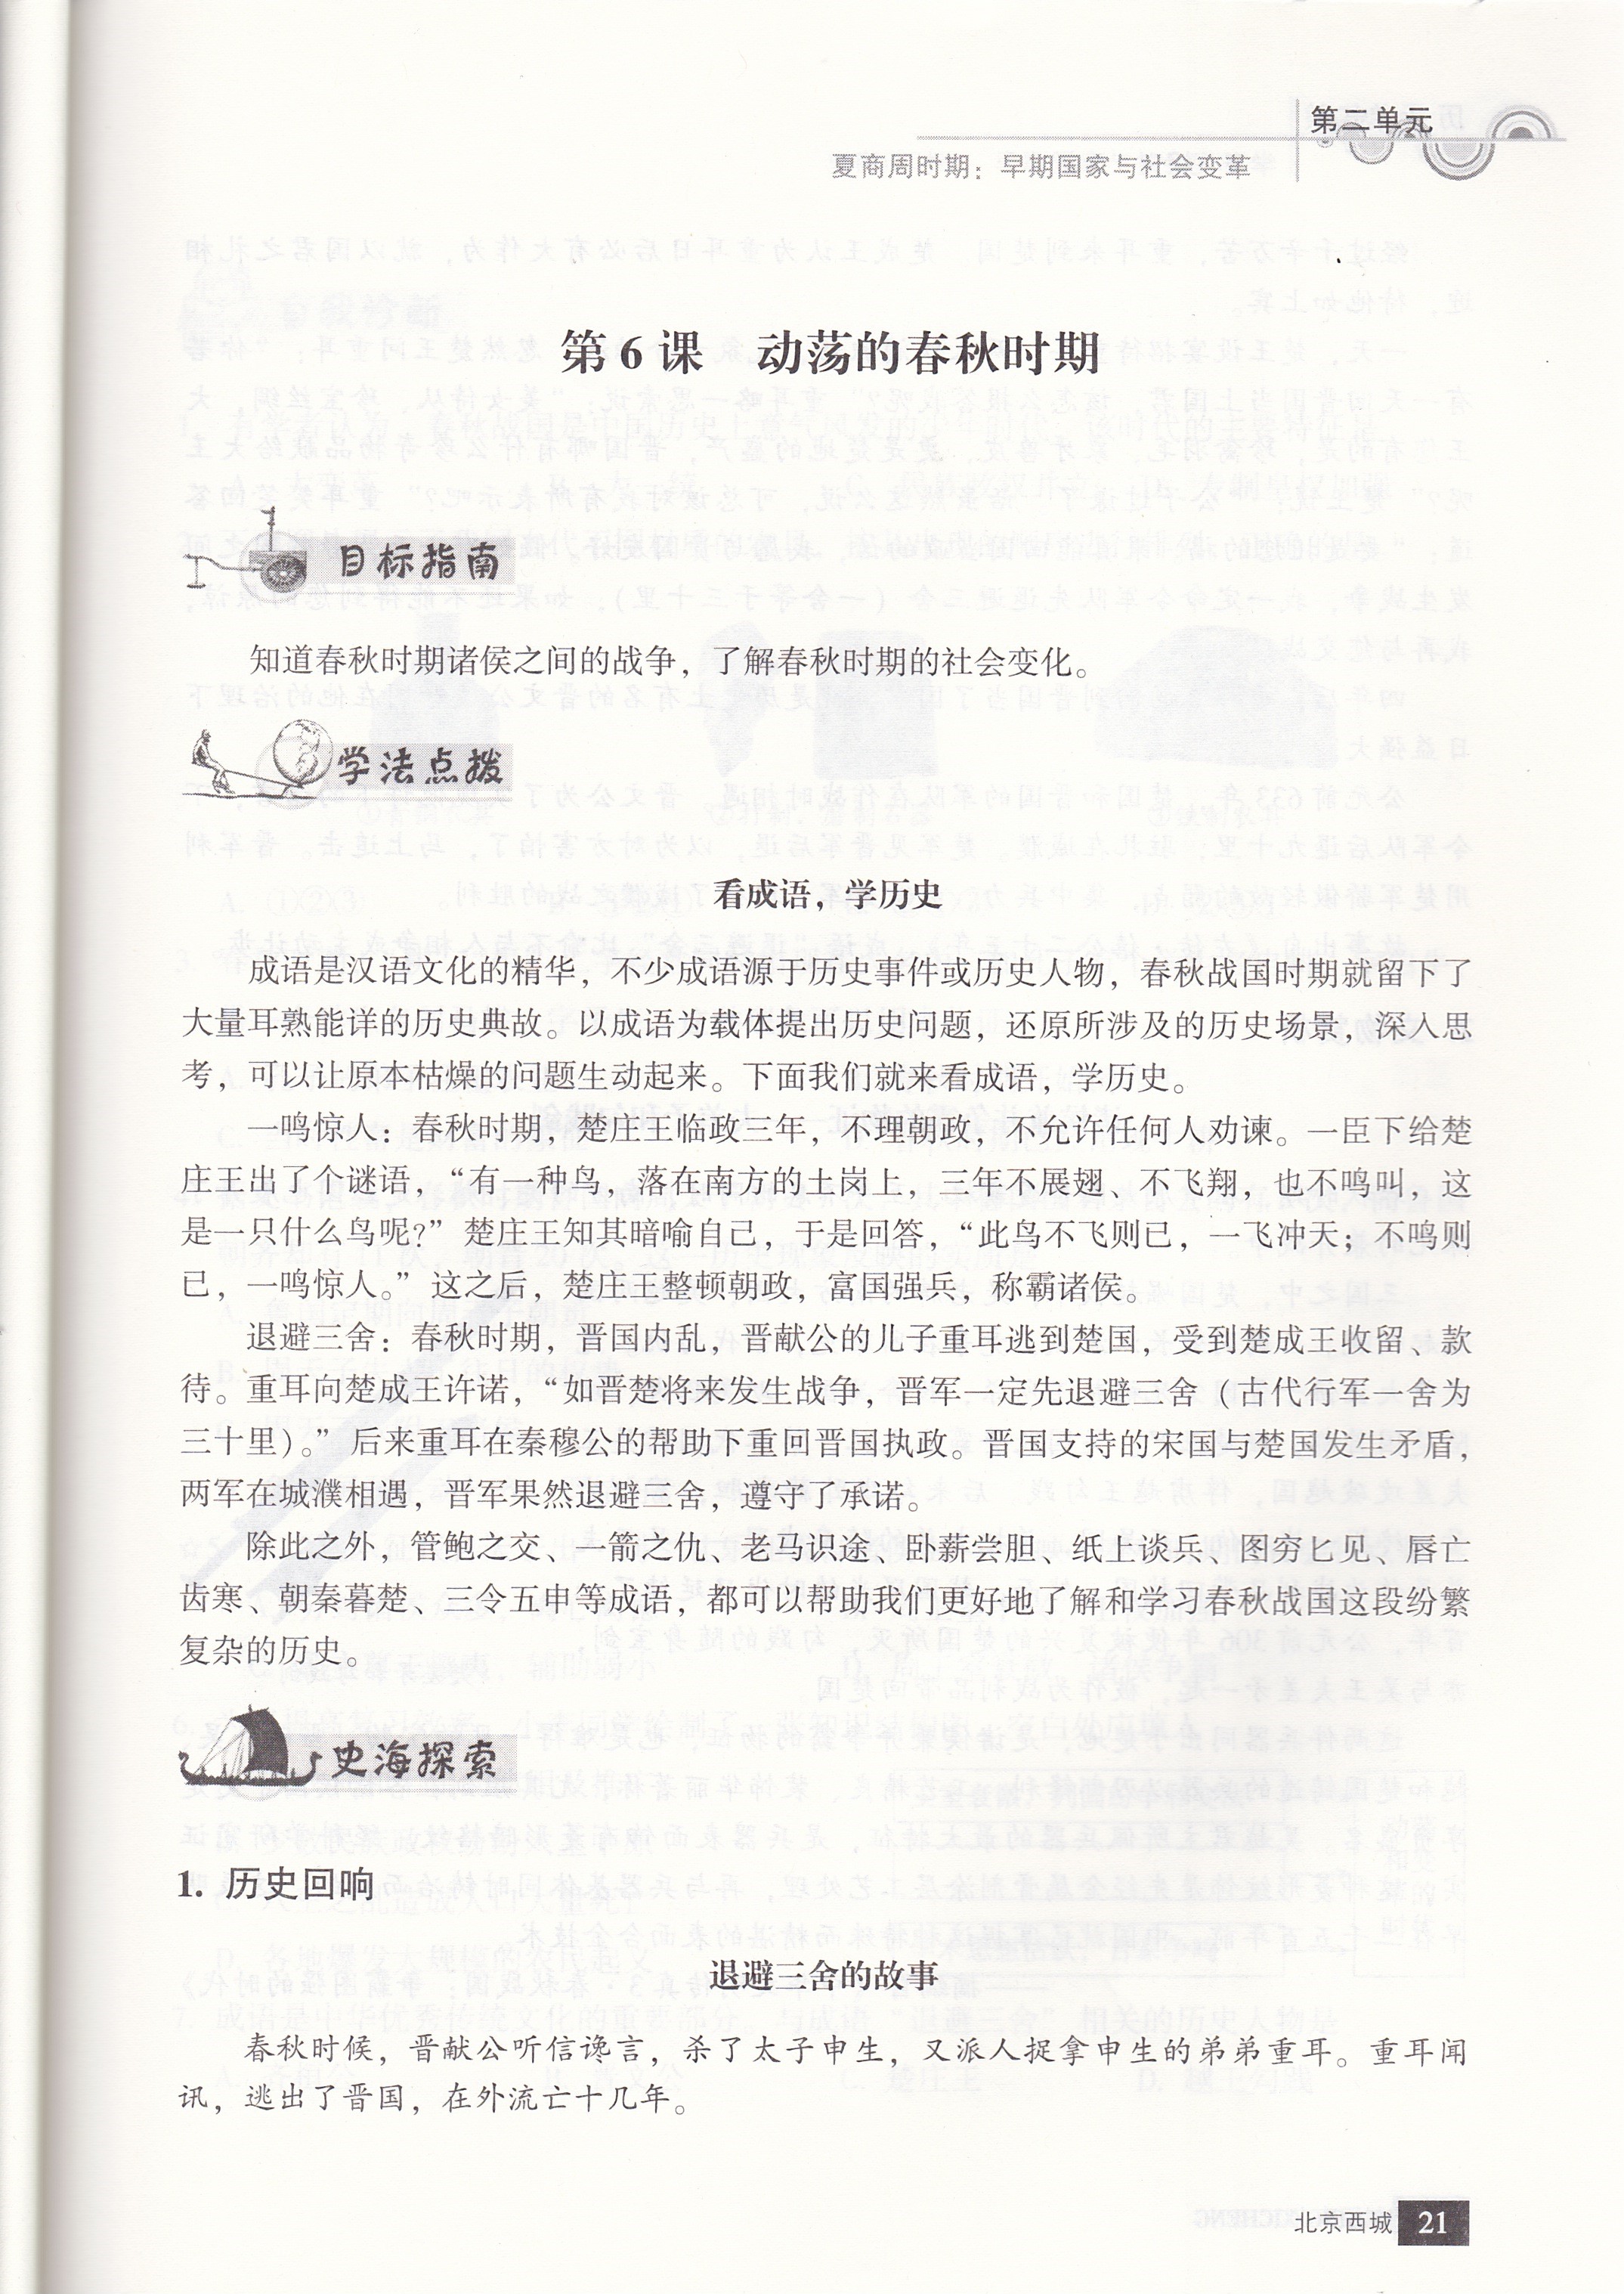 第二单元
夏商周时期：早期国家与社会变革
第 6 课　动荡的春秋时期
目标指南
知道春秋时期诸侯之间的战争，了解春秋时期的社会变化。
学法点拨
看成语，学历史
成语是汉语文化的精华，不少成语源于历史事件或历史人物，春秋战国时期就留下了
大量耳熟能详的历史典故。以成语为载体提出历史问题，还原所涉及的历史场景，深入思
考，可以让原本枯燥的问题生动起来。下面我们就来看成语，学历史。
一鸣惊人：春秋时期，楚庄王临政三年，不理朝政，不允许任何人劝谏。一臣下给楚
庄王出了个谜语，“有一种鸟，落在南方的土岗上，三年不展翅、不飞翔，也不鸣叫，这
是一只什么鸟呢?” 楚庄王知其暗喻自己，于是回答，“此鸟不飞则已，一飞冲天；不鸣则
已，一鸣惊人。” 这之后，楚庄王整顿朝政，富国强兵，称霸诸侯。
退避三舍：春秋时期，晋国内乱，晋献公的儿子重耳逃到楚国，受到楚成王收留、款
待。重耳向楚成王许诺，“如晋楚将来发生战争，晋军一定先退避三舍（古代行军一舍为
三十里）。” 后来重耳在秦穆公的帮助下重回晋国执政。晋国支持的宋国与楚国发生矛盾，
两军在城濮相遇，晋军果然退避三舍，遵守了承诺。
除此之外，管鲍之交、一箭之仇、老马识途、卧薪尝胆、纸上谈兵、图穷匕见、唇亡
齿寒、朝秦暮楚、三令五申等成语，都可以帮助我们更好地了解和学习春秋战国这段纷繁
复杂的历史。
史海探索
1. 历史回响
退避三舍的故事
春秋时候，晋献公听信谗言，杀了太子申生，又派人捉拿申生的弟弟重耳。重耳闻
讯，逃出了晋国，在外流亡十几年。
北京西城 21